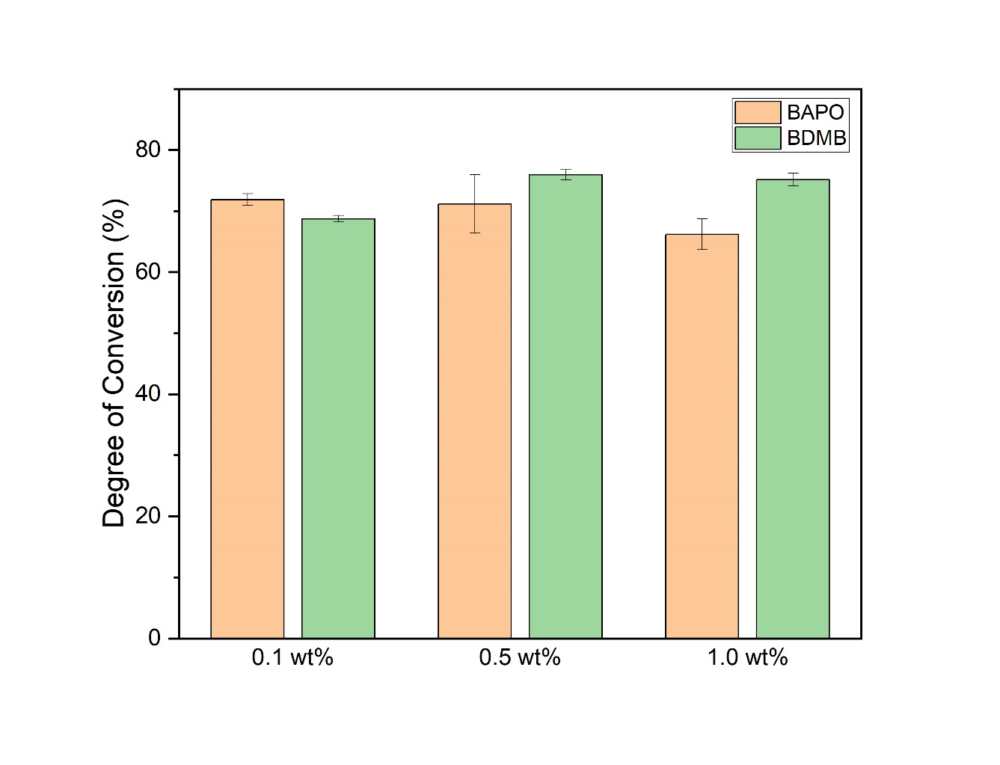 BAPO
BDMB
Degree of Conversion (%)
80
60
40
20
0
0.1 wt%
0.5 wt%
1.0 wt%